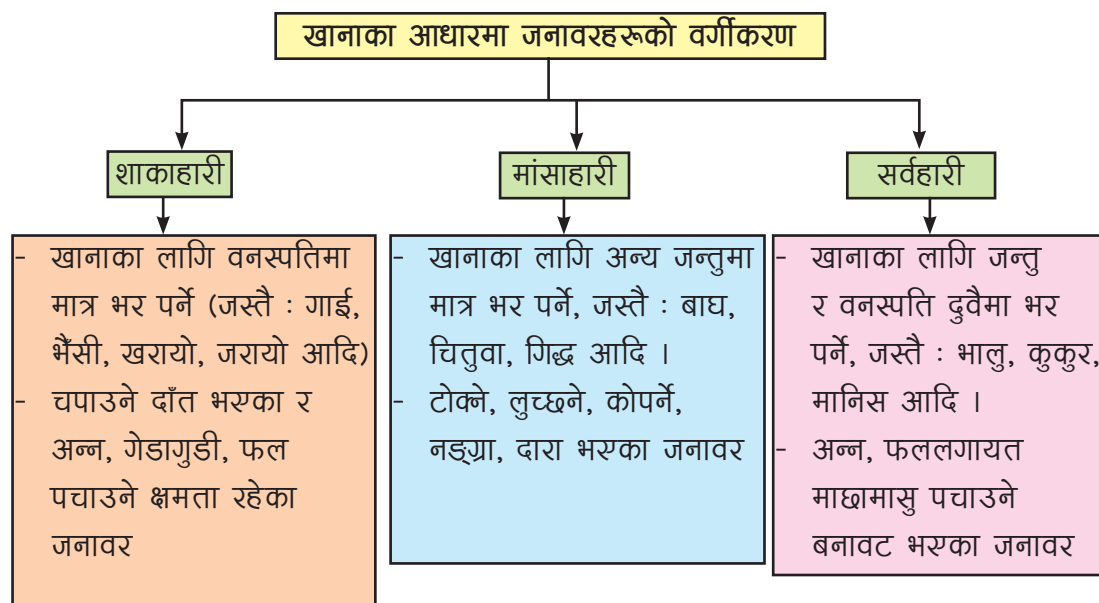 खानाका आधारमा जनावरहरूको वर्गीकरण
शाकाहारी
मांसाहारी
सर्वहारी
- खानाका लागि वनस्पतिमा
मात्र भर पर्ने (जस्तै : गाई,
भैँसी, खरायो, जरायो आदि)
- चपाउने दाँत भएका र
अन्न, गेडागुडी, फल
पचाउने क्षमता रहेका
जनावर
- खानाका लागि अन्य जन्तुमा
मात्र भर पर्ने, जस्तै : बाघ,
चितुवा, गिद्ध आदि ।
- टोक्ने, लुच्छ्ने, कोपर्ने,
नङ्ग्रा, दारा भएका जनावर
- खानाका लागि जन्तु
र वनस्पति दुवैमा भर
पर्ने, जस्तै : भालु, कुकुर,
मानिस आदि ।
- अन्न, फललगायत
माछामासु पचाउने
बनावट भएका जनावर